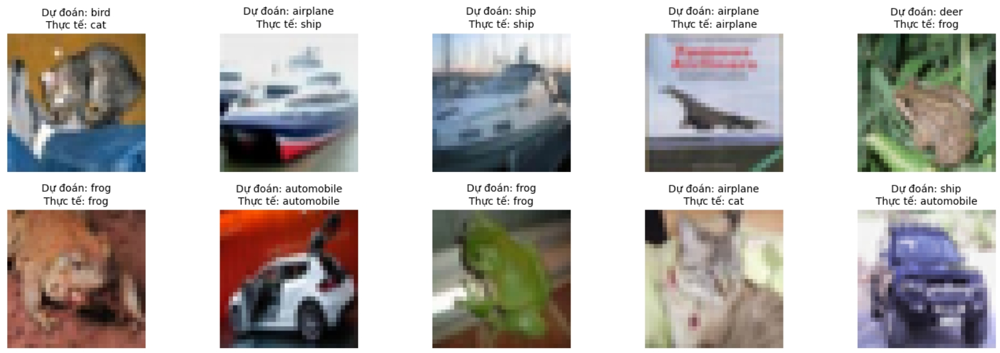 Dự đoán: bird
Thực tế: cat
Dự đoán: airplane
Thực tế: ship
Dự đoán: ship
Thực tế: ship
Dự đoán: airplane
Thực tế: airplane
Dự đoán: deer
Thực tế: frog
Dự đoán: frog
Thực tế: frog
Dự đoán: automobile
Thực tế: automobile
Dự đoán: frog
Thực tế: frog
Dự đoán: airplane
Thực tế: cat
Dự đoán: ship
Thực tế: automobile